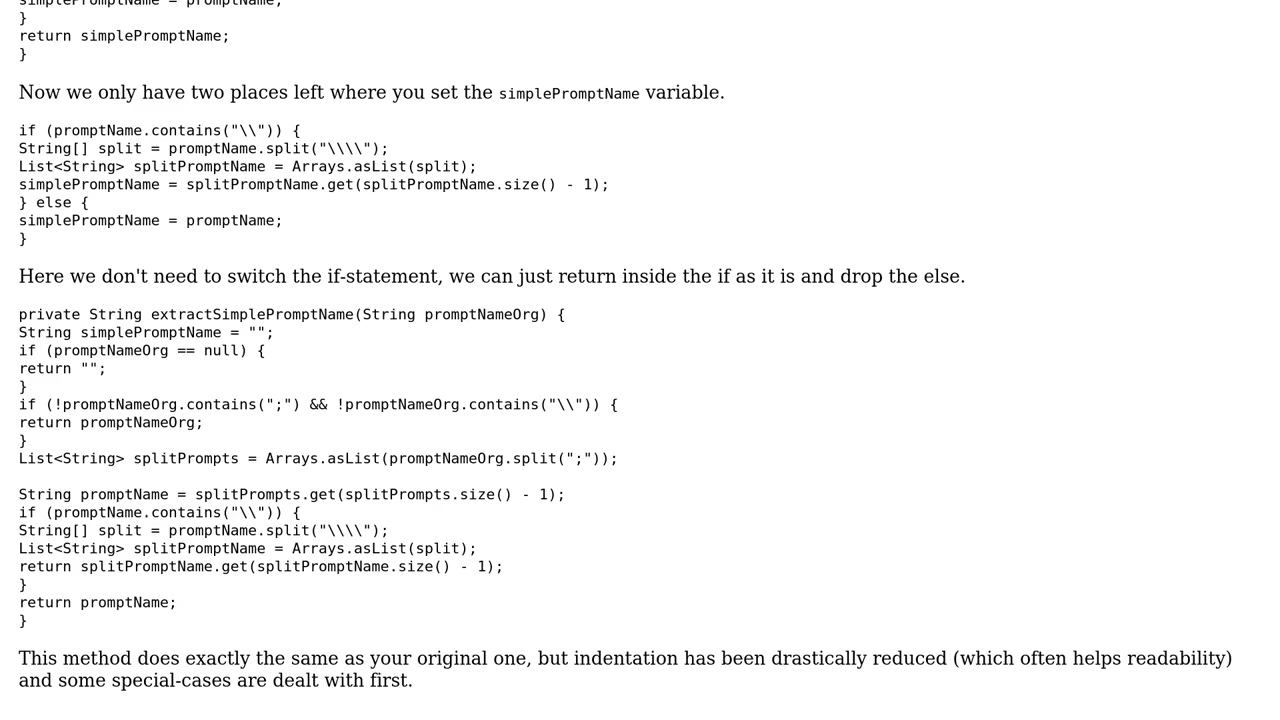 simplePromptName = promptName;
}
return simplePromptName;
}
Now we only have two places left where you set the simplePromptName variable.
if (promptName.contains("\\")) {
String[] split = promptName.split("\\\\");
List<String> splitPromptName = Arrays.asList(split);
simplePromptName = splitPromptName.get(splitPromptName.size() - 1);
} else {
simplePromptName = promptName;
}
Here we don't need to switch the if-statement, we can just return inside the if as it is and drop the else.
private String extractSimplePromptName(String promptNameOrg) {
String simplePromptName = "";
if (promptNameOrg == null) {
return "";
}
if (!promptNameOrg.contains(";") && !promptNameOrg.contains("\\")) {
return promptNameOrg;
}
List<String> splitPrompts = Arrays.asList(promptNameOrg.split(";"));
String promptName = splitPrompts.get(splitPrompts.size() - 1);
if (promptName.contains("\\")) {
String[] split = promptName.split("\\\\");
List<String> splitPromptName = Arrays.asList(split);
return splitPromptName.get(splitPromptName.size() - 1);
}
return promptName;
}
This method does exactly the same as your original one, but indentation has been drastically reduced (which often helps readability)
and some special-cases are dealt with first.